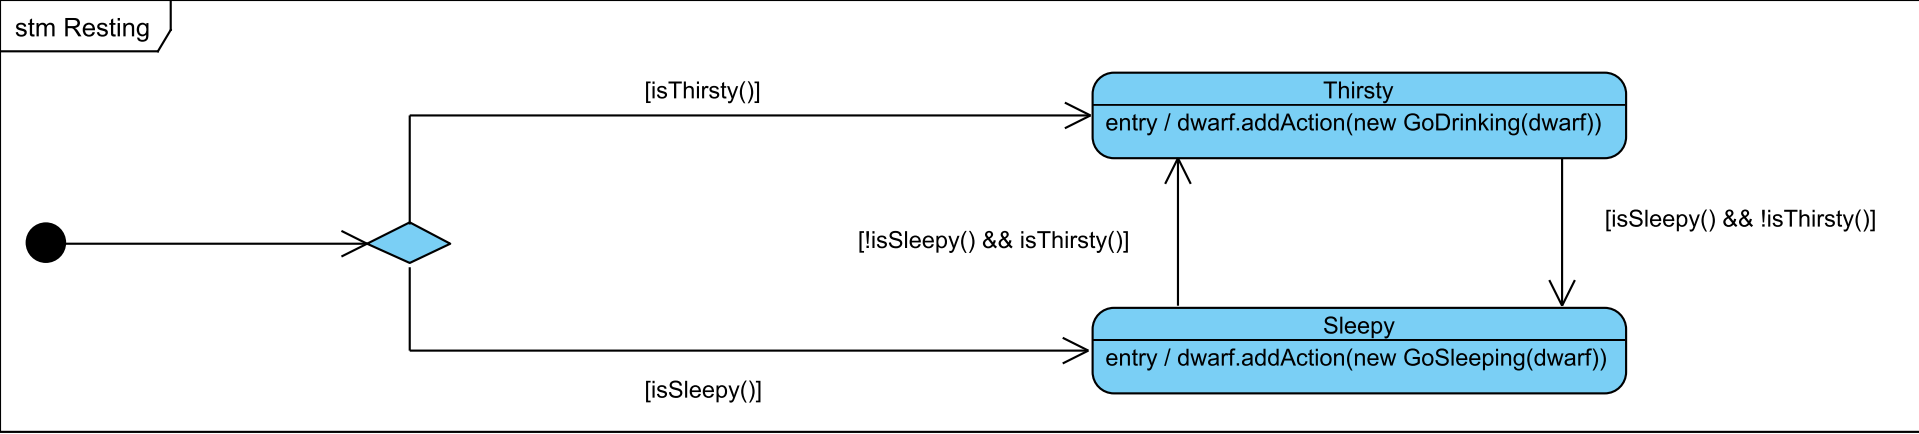 stm Resting
[isThirsty()]
Thirsty
entry / dwarf.addAction(new GoDrinking(dwarf))
[!isSleepy() && isThirsty()]
[isSleepy() && !isThirsty()]
Sleepy
entry / dwarf.addAction(new GoSleeping(dwarf))
[isSleepy()]